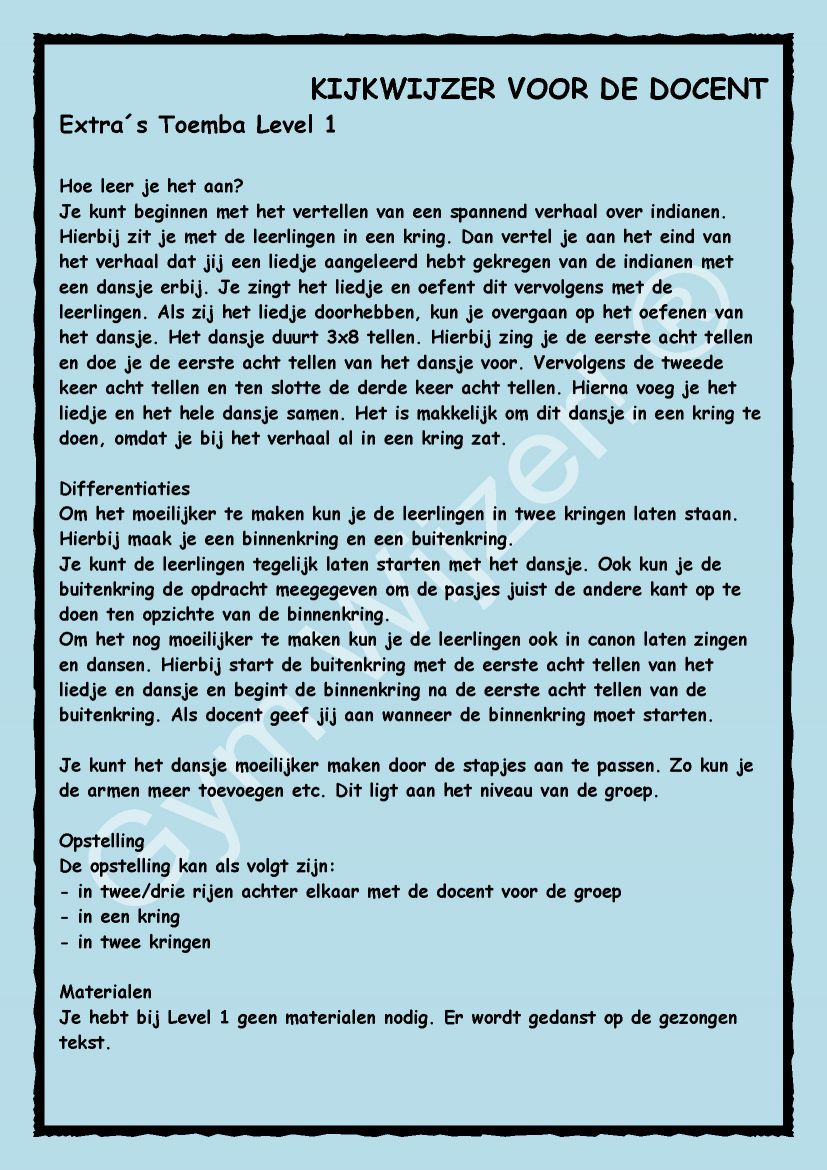 KIJKWIJZER VOOR DE DOCENT
Extra´s Toemba Level 1
Hoe leer je het aan?
Je kunt beginnen met het vertellen van een spannend verhaal over indianen.
Hierbij zit je met de leerlingen in een kring. Dan vertel je aan het eind van
het verhaal dat jij een liedje aangeleerd hebt gekregen van de indianen met
een dansje erbij. Je zingt het liedje en oefent dit vervolgens met de
leerlingen. Als zij het liedje doorhebben, kun je overgaan op het oefenen van
het dansje. Het dansje duurt 3x8 tellen. Hierbij zing je de eerste acht tellen
en doe je de eerste acht tellen van het dansje voor. Vervolgens de tweede
keer acht tellen en ten slotte de derde keer acht tellen. Hierna voeg je het
liedje en het hele dansje samen. Het is makkelijk om dit dansje in een kring te
doen, omdat je bij het verhaal al in een kring zat.
Differentiaties
Om het moeilijker te maken kun je de leerlingen in twee kringen laten staan.
Hierbij maak je een binnenkring en een buitenkring.
Je kunt de leerlingen tegelijk laten starten met het dansje. Ook kun je de
buitenkring de opdracht meegegeven om de pasjes juist de andere kant op te
doen ten opzichte van de binnenkring.
Om het nog moeilijker te maken kun je de leerlingen ook in canon laten zingen
en dansen. Hierbij start de buitenkring met de eerste acht tellen van het
liedje en dansje en begint de binnenkring na de eerste acht tellen van de
buitenkring. Als docent geef jij aan wanneer de binnenkring moet starten.
Je kunt het dansje moeilijker maken door de stapjes aan te passen. Zo kun je
de armen meer toevoegen etc. Dit ligt aan het niveau van de groep.
Opstelling
De opstelling kan als volgt zijn:
- in twee/drie rijen achter elkaar met de docent voor de groep
- in een kring
- in twee kringen
Materialen
Je hebt bij Level 1 geen materialen nodig. Er wordt gedanst op de gezongen
tekst.
Gym Wijzer! ®